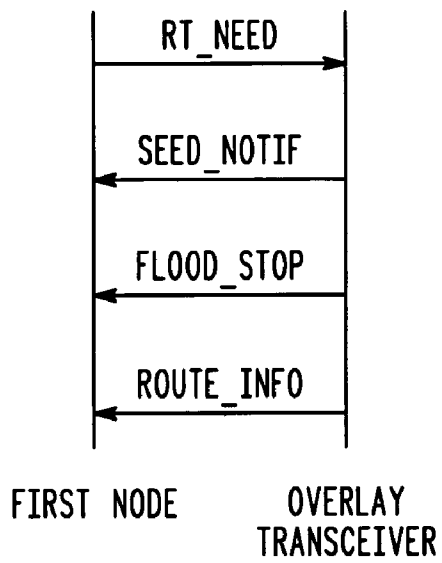 RT_NEED
SEED_NOTIF
FLOOD_STOP
ROUTE_INFO
FIRST NODE
OVERLAY
TRANSCEIVER